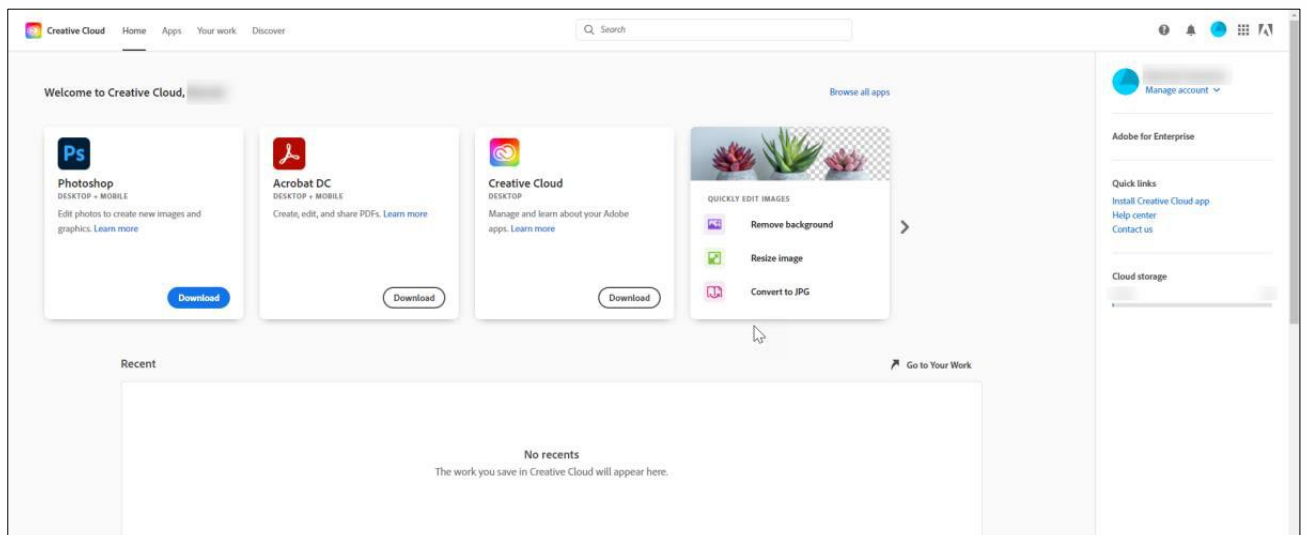 Creative Cloud Home Apps Your work Discover Search
Welcome to Creative Cloud,
Browse all apps
Ps
Photoshop
DESKTOP + MOBILE
Edit photos to create new images and
graphics. Learn more
Download
Acrobat DC
DESKTOP + MOBILE
Create, edit, and share PDFs. Learn more
Download
Creative Cloud
DESKTOP
Manage and learn about your Adobe
apps. Learn more
Download
QUICKLY EDIT IMAGES
Remove background
Resize image
Convert to JPG
Manage account
Adobe for Enterprise
Quick links
Install Creative Cloud app
Help center
Contact us
Cloud storage
Recent
Go to Your Work
No recents
The work you save in Creative Cloud will appear here.